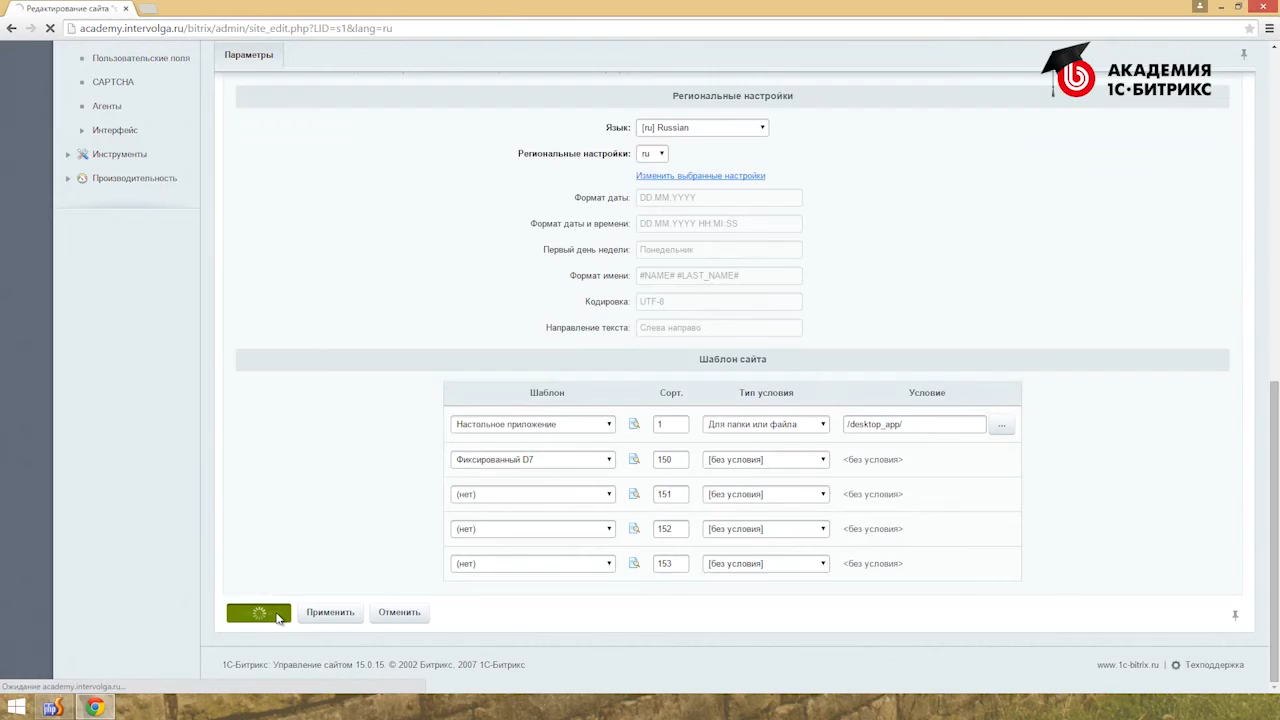 Редактирование сайта "s
academy.intervolga.ru/bitrix/admin/site_edit.php?LID=s1&lang=ru
Пользовательские поля
CAPTCHA
Агенты
Интерфейс
Инструменты
Производительность
Параметры
АКАДЕМИЯ
1С·БИТРИКС
Региональные настройки
Язык: [ru] Russian
Региональные настройки: ru
Изменить выбранные настройки
Формат даты: DD.MM.YYYY
Формат даты и времени: DD.MM.YYYY HH:MI:SS
Первый день недели: Понедельник
Формат имени: #NAME# #LAST_NAME#
Кодировка: UTF-8
Направление текста: Слева направо
Шаблон сайта
Шаблон Сорт. Тип условия Условие
Настольное приложение 1 Для папки или файла /desktop_app/ ...
Фиксированный D7 150 [без условия] <без условия>
(нет) 151 [без условия] <без условия>
(нет) 152 [без условия] <без условия>
(нет) 153 [без условия] <без условия>
Применить Отменить
1С-Битрикс: Управление сайтом 15.0.15. © 2002 Битрикс, 2007 1С-Битрикс
www.1c-bitrix.ru | Техподдержка
Ожидание academy.intervolga.ru...